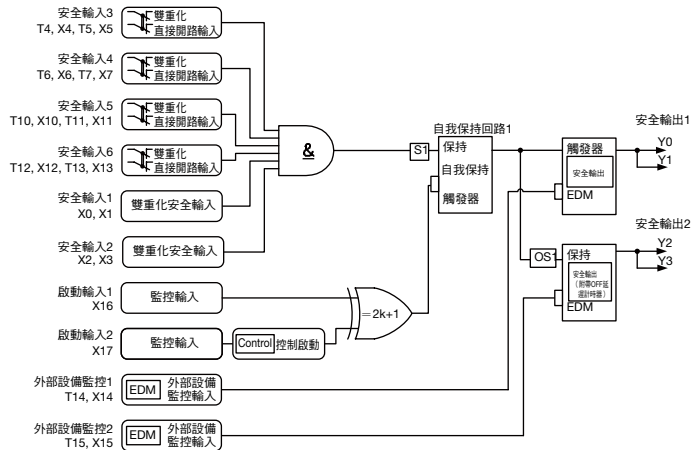 安全輸入3
T4, X4, T5, X5
雙重化
直接開路輸入
安全輸入4
T6, X6, T7, X7
雙重化
直接開路輸入
安全輸入5
T10, X10, T11, X11
雙重化
直接開路輸入
安全輸入6
T12, X12, T13, X13
雙重化
直接開路輸入
安全輸入1
X0, X1
雙重化安全輸入
安全輸入2
X2, X3
雙重化安全輸入
啟動輸入1
X16
監控輸入
啟動輸入2
X17
監控輸入
Control 控制啟動
外部設備監控1
T14, X14
EDM
外部設備
監控輸入
外部設備監控2
T15, X15
EDM
外部設備
監控輸入
&
=2k+1
S1
自我保持回路1
保持
自我保持
觸發器
安全輸出1
觸發器
安全輸出
EDM
Y0
Y1
安全輸出2
OS1
保持
安全輸出
(附帶OFF延
遲計時器)
EDM
Y2
Y3